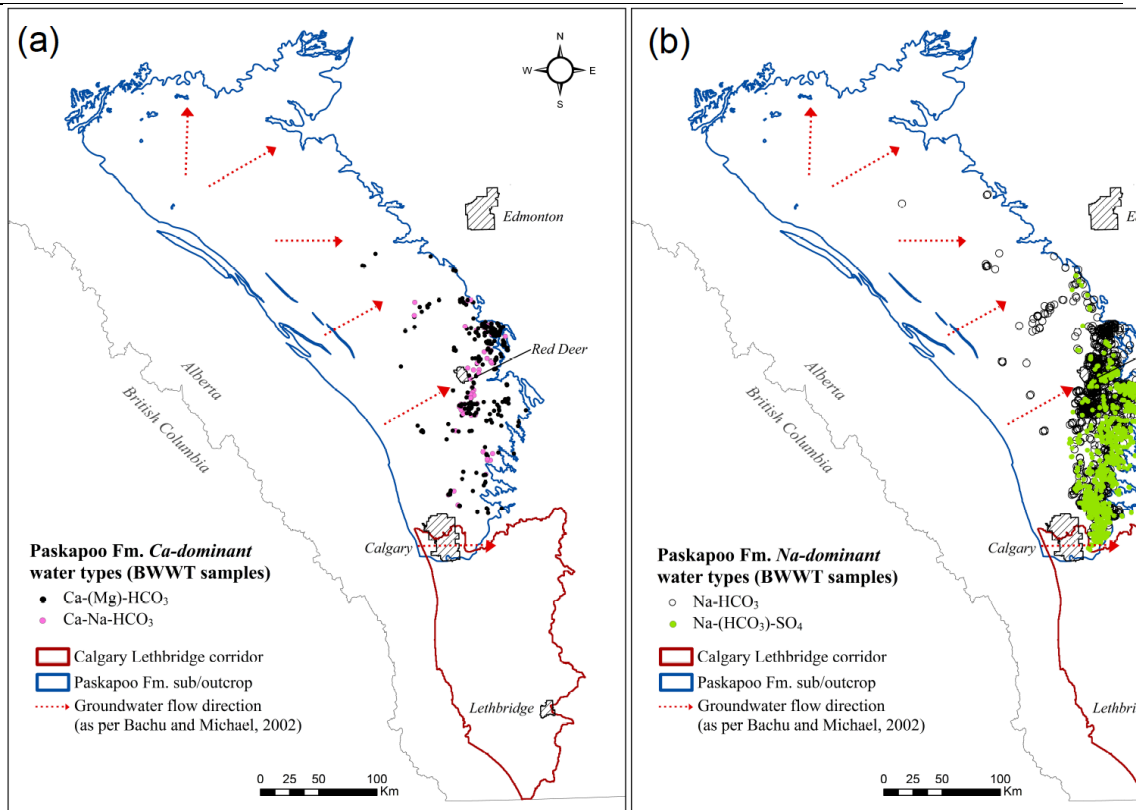 (a)
N
W E
S
Edmonton
Red Deer
Alberta
British Columbia
Calgary
Paskapoo Fm. Ca-dominant
water types (BWWT samples)
Ca-(Mg)-HCO₃
Ca-Na-HCO₃
Calgary Lethbridge corridor
Paskapoo Fm. sub/outcrop
Groundwater flow direction
(as per Bachu and Michael, 2002)
Lethbridge
0 25 50 100
Km
(b)
E
Alberta
British Columbia
Calgary
Paskapoo Fm. Na-dominant
water types (BWWT samples)
Na-HCO₃
Na-(HCO₃)-SO₄
Calgary Lethbridge corridor
Paskapoo Fm. sub/outcrop
Groundwater flow direction
(as per Bachu and Michael, 2002)
Lethbri
0 25 50 100
Km